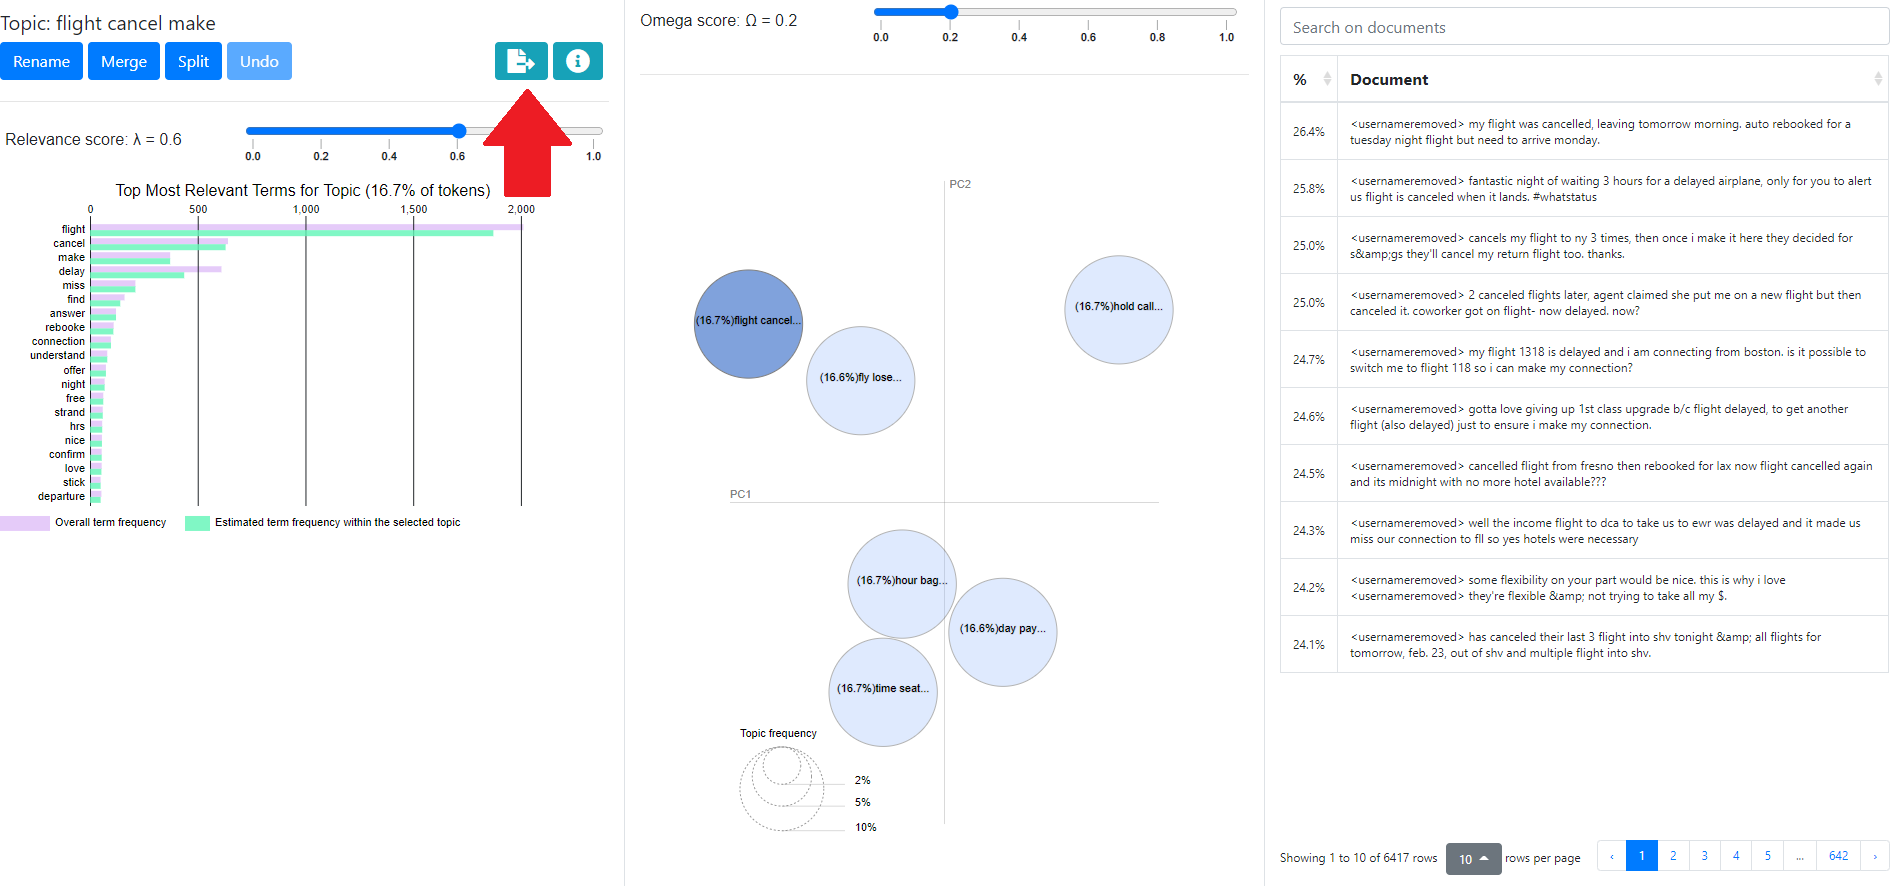 Topic: flight cancel make
Rename Merge Split Undo
Relevance score: λ = 0.6
0.0 0.2 0.4 0.6 1.0
Top Most Relevant Terms for Topic (16.7% of tokens)
0 500 1,000 1,500 2,000
flight
cancel
make
delay
miss
find
answer
rebooke
connection
understand
offer
night
free
strand
hrs
nice
confirm
love
stick
departure
Overall term frequency Estimated term frequency within the selected topic
Omega score: Ω = 0.2
0.0 0.2 0.4 0.6 0.8 1.0
PC2
(16.7%)hold call...
(16.7%)flight cancel...
(16.6%)fly lose...
PC1
(16.7%)hour bag...
(16.6%)day pay...
(16.7%)time seat...
Topic frequency
2%
5%
10%
Search on documents
% Document
26.4% <usernameremoved> my flight was cancelled, leaving tomorrow morning. auto rebooked for a
tuesday night flight but need to arrive monday.
25.8% <usernameremoved> fantastic night of waiting 3 hours for a delayed airplane, only for you to alert
us flight is canceled when it lands. #whatstatus
25.0% <usernameremoved> cancels my flight to ny 3 times, then once i make it here they decided for
s&amp;gs they'll cancel my return flight too. thanks.
25.0% <usernameremoved> 2 canceled flights later, agent claimed she put me on a new flight but then
canceled it. coworker got on flight- now delayed. now?
24.7% <usernameremoved> my flight 1318 is delayed and i am connecting from boston. is it possible to
switch me to flight 118 so i can make my connection?
24.6% <usernameremoved> gotta love giving up 1st class upgrade b/c flight delayed, to get another
flight (also delayed) just to ensure i make my connection.
24.5% <usernameremoved> cancelled flight from fresno then rebooked for lax now flight cancelled again
and its midnight with no more hotel available???
24.3% <usernameremoved> well the income flight to dca to take us to ewr was delayed and it made us
miss our connection to fll so yes hotels were necessary
24.2% <usernameremoved> some flexibility on your part would be nice. this is why i love
<usernameremoved> they're flexible &amp; not trying to take all my $.
24.1% <usernameremoved> has canceled their last 3 flight into shv tonight &amp; all flights for
tomorrow, feb. 23, out of shv and multiple flight into shv.
Showing 1 to 10 of 6417 rows 10 rows per page ‹ 1 2 3 4 5 ... 642 ›